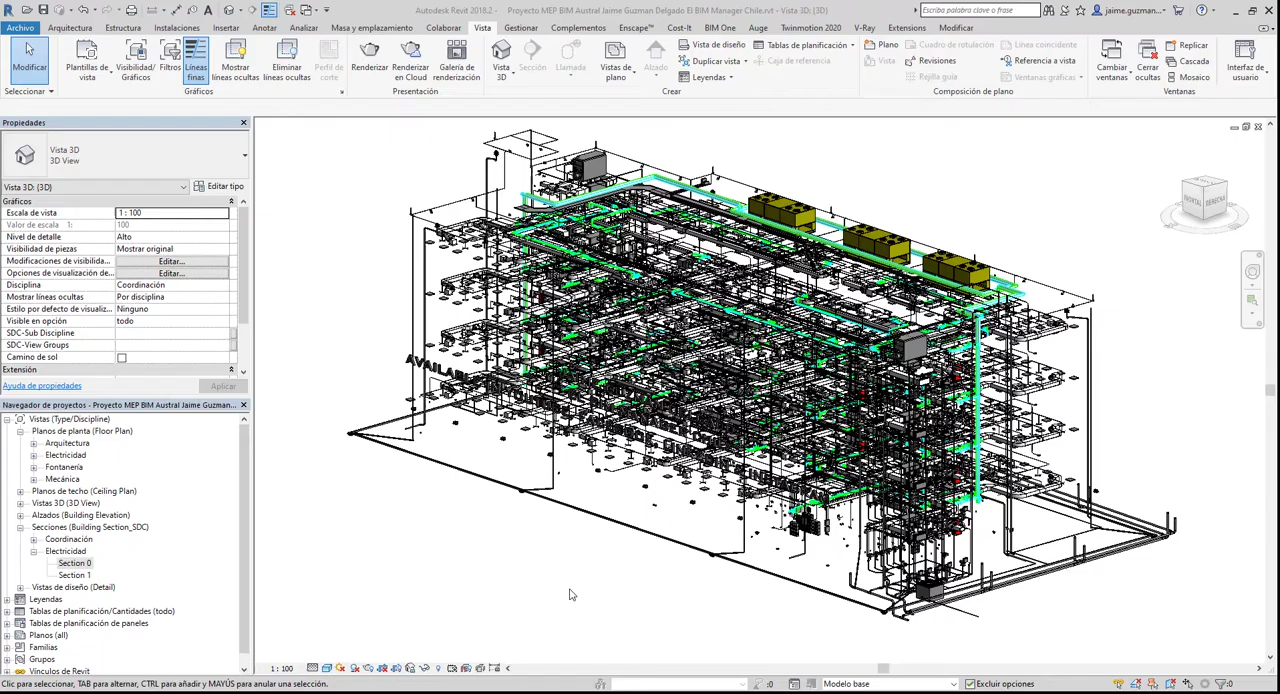 Autodesk Revit 2018.2 - Proyecto MEP BIM Austral Jaime Guzman Delgado El BIM Manager Chile.rvt - Vista 3D: {3D}
Escriba palabra clave o frase
jaime.guzman...
Archivo Arquitectura Estructura Instalaciones Insertar Anotar Analizar Masa y emplazamiento Colaborar Vista Gestionar Complementos Enscape™ Cost-It BIM One Auge Twinmotion 2020 V-Ray Extensions Modificar
Modificar
Plantillas de vista
Visibilidad/ Gráficos
Filtros
Líneas finas
Mostrar líneas ocultas
Eliminar líneas ocultas
Perfil de corte
Renderizar
Renderizar en Cloud
Galería de renderización
Vista 3D
Sección
Llamada
Vistas de plano
Alzado
Vista de diseño
Duplicar vista
Leyendas
Tablas de planificación
Caja de referencia
Plano
Vista
Cuadro de rotulación
Revisiones
Rejilla guía
Línea coincidente
Referencia a vista
Ventanas gráficas
Cambiar ventanas
Cerrar ocultas
Replicar
Cascada
Mosaico
Interfaz de usuario
Seleccionar
Gráficos
Presentación
Crear
Composición de plano
Ventanas
Propiedades
Vista 3D
3D View
Vista 3D: {3D}
Editar tipo
Gráficos
Escala de vista 1 : 100
Valor de escala 1: 100
Nivel de detalle Alto
Visibilidad de piezas Mostrar original
Modificaciones de visibilida... Editar...
Opciones de visualización de... Editar...
Disciplina Coordinación
Mostrar líneas ocultas Por disciplina
Estilo por defecto de visualiz... Ninguno
Visible en opción todo
SDC-Sub Discipline
SDC-View Groups
Camino de sol
Extensión
Ayuda de propiedades
Aplicar
Navegador de proyectos - Proyecto MEP BIM Austral Jaime Guzman...
Vistas (Type/Discipline)
Planos de planta (Floor Plan)
Arquitectura
Electricidad
Fontanería
Mecánica
Planos de techo (Ceiling Plan)
Vistas 3D (3D View)
Alzados (Building Elevation)
Secciones (Building Section_SDC)
Coordinación
Electricidad
Section 0
Section 1
Vistas de diseño (Detail)
Leyendas
Tablas de planificación/Cantidades (todo)
Tablas de planificación de paneles
Planos (all)
Familias
Grupos
Vínculos de Revit
FRONTAL
DERECHA
1 : 100
Clic para seleccionar, TAB para alternar, CTRL para añadir y MAYÚS para anular una selección.
:0
Modelo base
Excluir opciones
:0